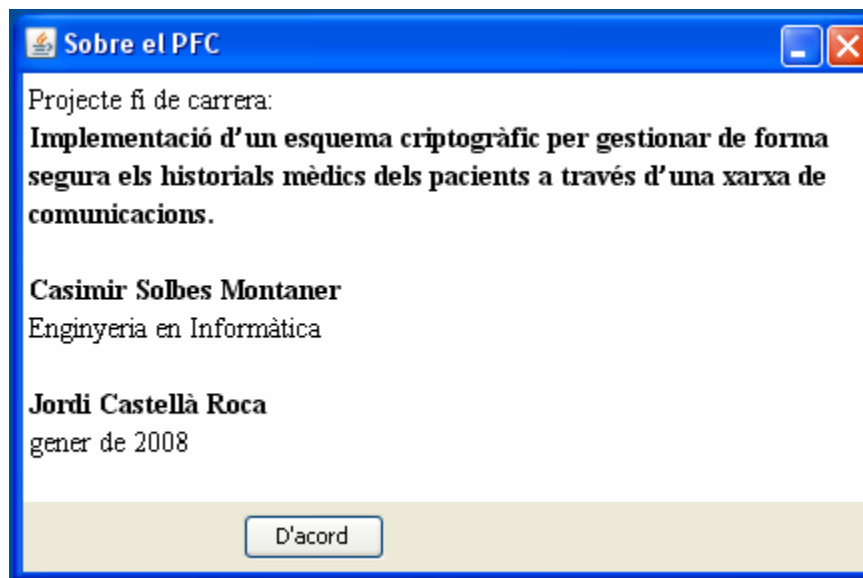 Sobre el PFC
Projecte fi de carrera:
Implementació d'un esquema criptogràfic per gestionar de forma
segura els historials mèdics dels pacients a través d'una xarxa de
comunicacions.
Casimir Solbes Montaner
Enginyeria en Informàtica
Jordi Castellà Roca
gener de 2008
D'acord